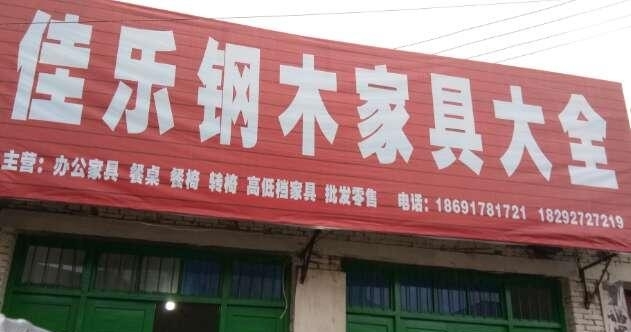 佳乐钢木家具大全
主营：办公家具 餐桌 餐椅 转椅 高低档家具 批发零售 电话：18691781721 18292727219